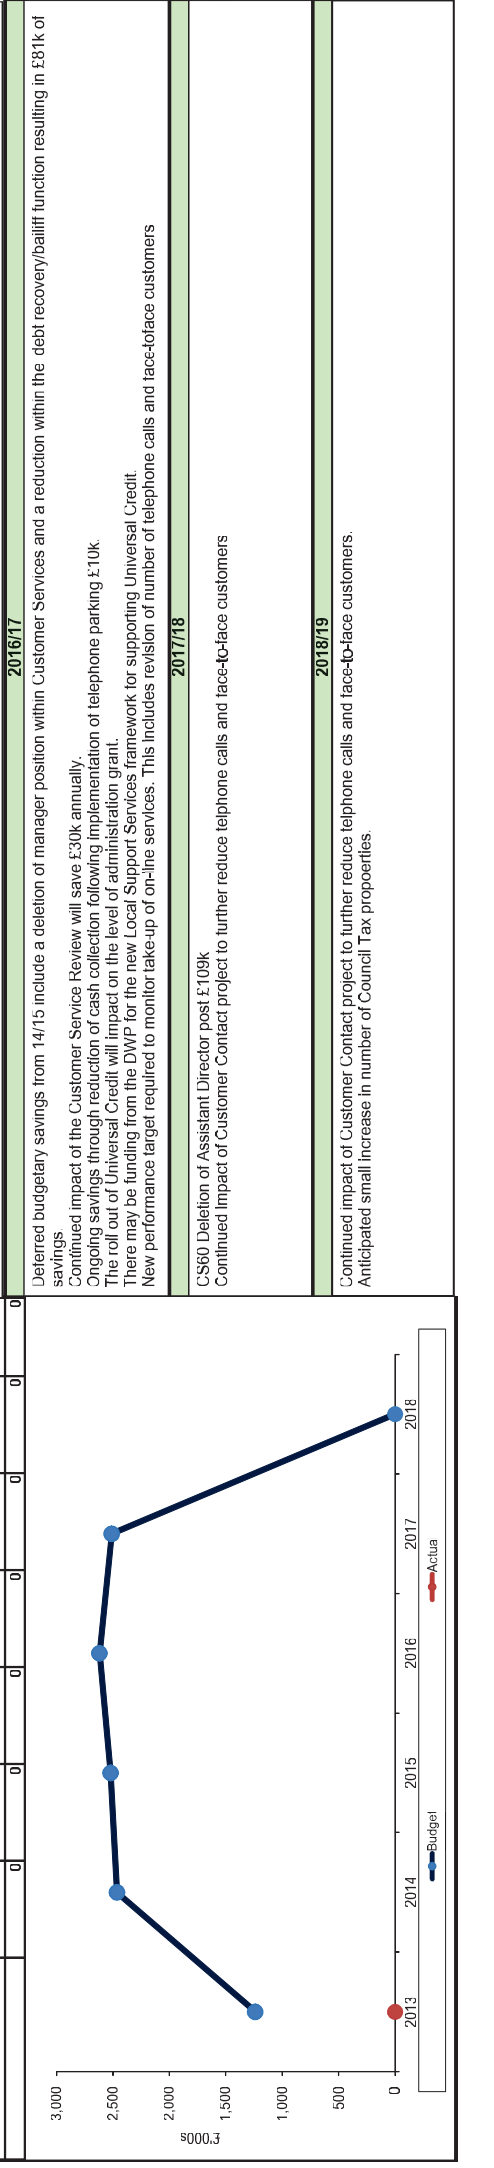 0
0
0
0
0
0
0
3,000
2,500
2,000
1,500
1,000
500
0
£'000s
2013
2014
2015
2016
2017
2018
Budget
Actua
2016/17
Deferred budgetary savings from 14/15 include a deletion of manager position within Customer Services and a reduction within the debt recovery/bailiff function resulting in £81k of
savings.
Continued impact of the Customer Service Review will save £30k annually.
Ongoing savings through reduction of cash collection following implementation of telephone parking £10k.
The roll out of Universal Credit will impact on the level of administration grant.
There may be funding from the DWP for the new Local Support Services framework for supporting Universal Credit.
New performance target required to monitor take-up of on-line services. This includes revision of number of telephone calls and face-toface customers
2017/18
CS60 Deletion of Assistant Director post £109k
Continued Impact of Customer Contact project to further reduce telphone calls and face-to-face customers
2018/19
Continued impact of Customer Contact project to further reduce telphone calls and face-to-face customers.
Anticipated small increase in number of Council Tax propoerties.